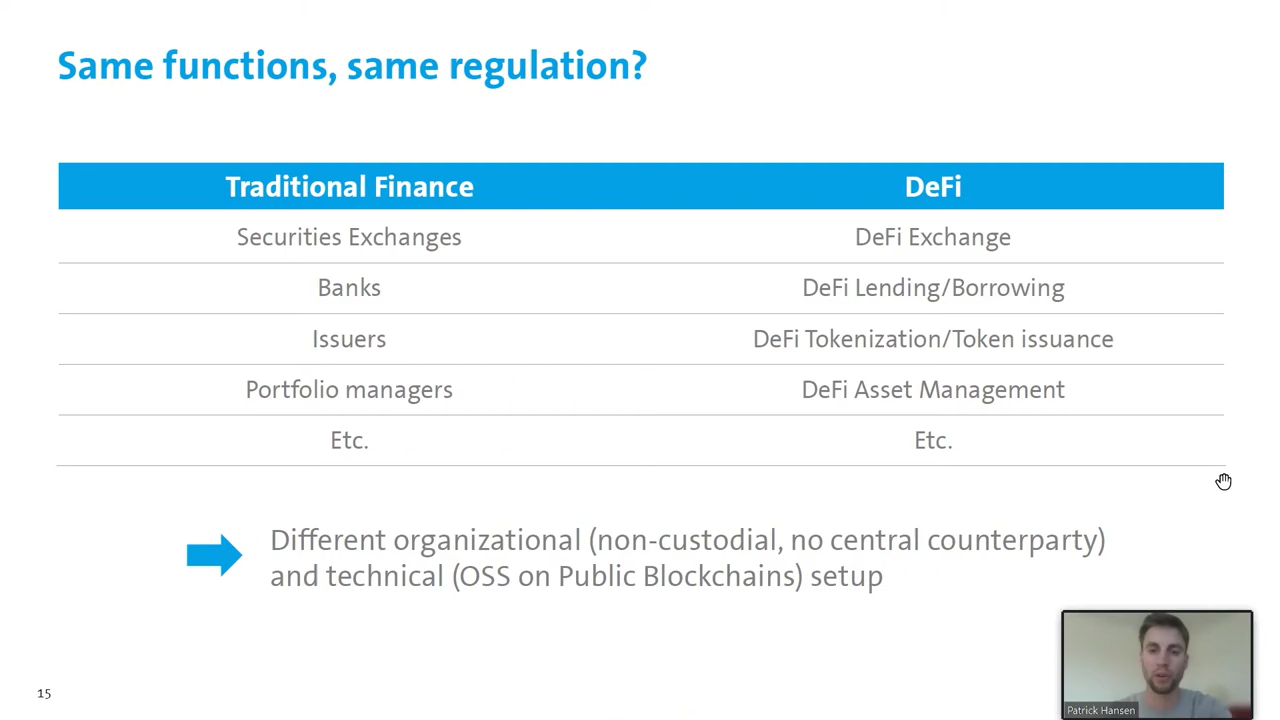 Same functions, same regulation?
Traditional Finance DeFi
Securities Exchanges DeFi Exchange
Banks DeFi Lending/Borrowing
Issuers DeFi Tokenization/Token issuance
Portfolio managers DeFi Asset Management
Etc. Etc.
Different organizational (non-custodial, no central counterparty)
and technical (OSS on Public Blockchains) setup
15
Patrick Hansen